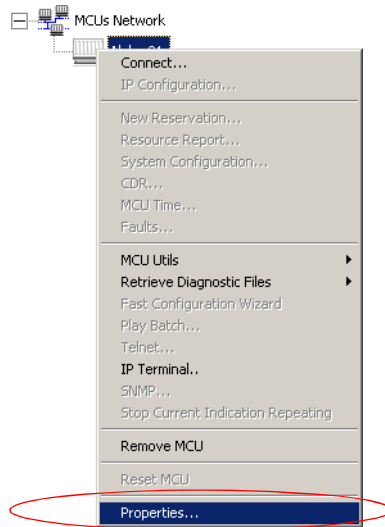 MCUs Network
Connect...
IP Configuration...
New Reservation...
Resource Report...
System Configuration...
CDR...
MCU Time...
Faults...
MCU Utils
Retrieve Diagnostic Files
Fast Configuration Wizard
Play Batch...
Telnet...
IP Terminal..
SNMP...
Stop Current Indication Repeating
Remove MCU
Reset MCU
Properties...